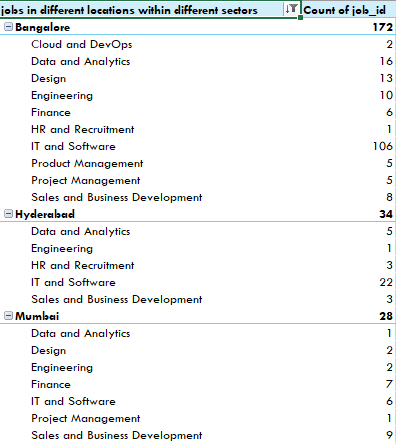 jobs in different locations within different sectors Count of job_id
Bangalore 172
Cloud and DevOps 2
Data and Analytics 16
Design 13
Engineering 10
Finance 6
HR and Recruitment 1
IT and Software 106
Product Management 5
Project Management 5
Sales and Business Development 8
Hyderabad 34
Data and Analytics 5
Engineering 1
HR and Recruitment 3
IT and Software 22
Sales and Business Development 3
Mumbai 28
Data and Analytics 1
Design 2
Engineering 2
Finance 7
IT and Software 6
Project Management 1
Sales and Business Development 9